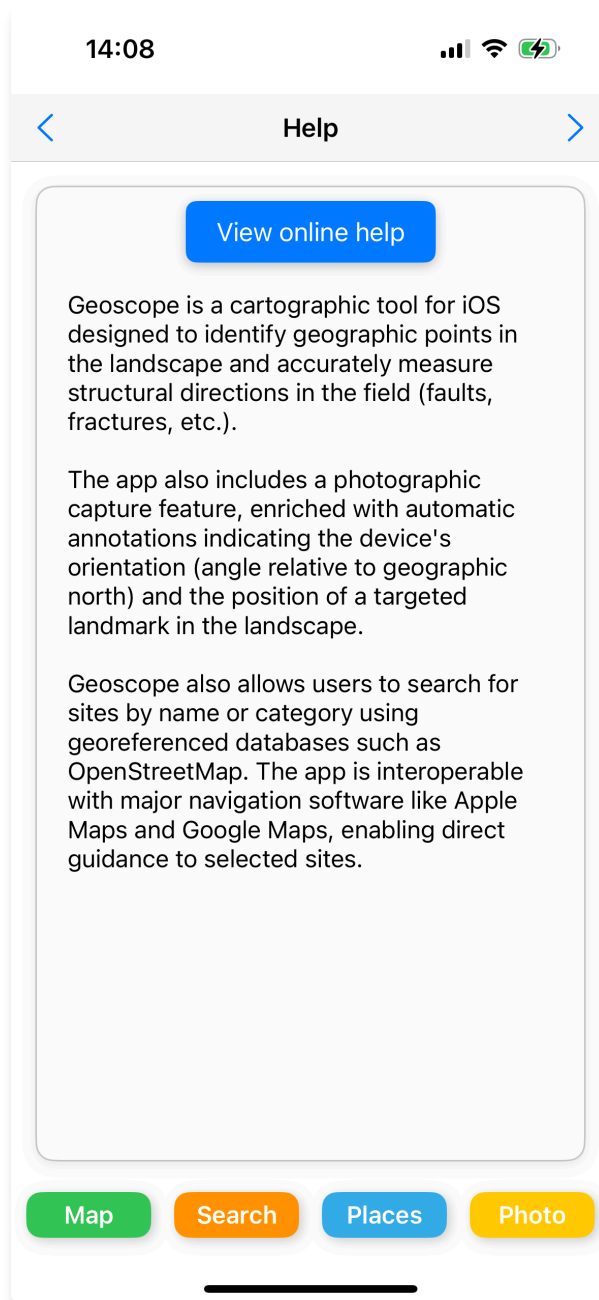 14:08
Help
View online help
Geoscope is a cartographic tool for iOS
designed to identify geographic points in
the landscape and accurately measure
structural directions in the field (faults,
fractures, etc.).
The app also includes a photographic
capture feature, enriched with automatic
annotations indicating the device's
orientation (angle relative to geographic
north) and the position of a targeted
landmark in the landscape.
Geoscope also allows users to search for
sites by name or category using
georeferenced databases such as
OpenStreetMap. The app is interoperable
with major navigation software like Apple
Maps and Google Maps, enabling direct
guidance to selected sites.
Map Search Places Photo